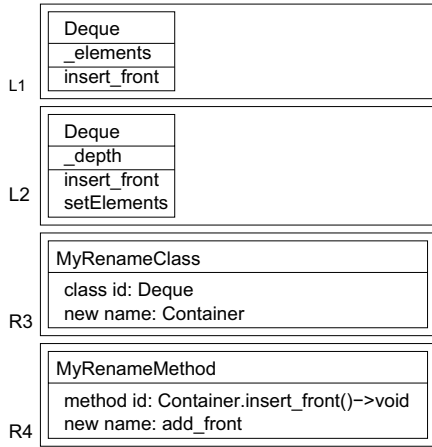 L1
Deque
_elements
insert_front
L2
Deque
_depth
insert_front
setElements
R3
MyRenameClass
class id: Deque
new name: Container
R4
MyRenameMethod
method id: Container.insert_front()−>void
new name: add_front